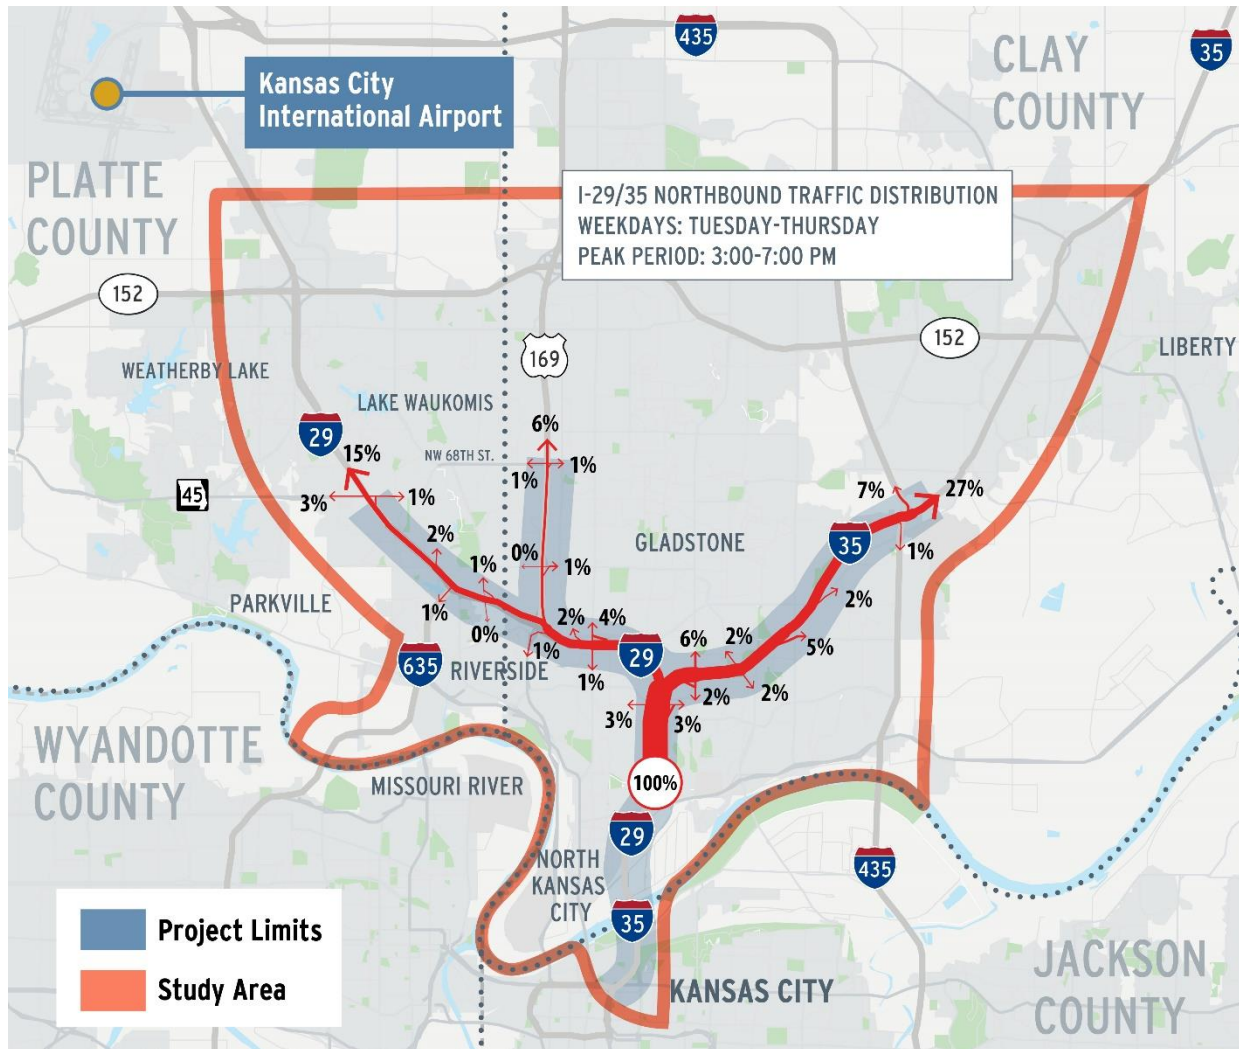 435
CLAY
COUNTY
35
Kansas City
International Airport
PLATTE
COUNTY
I-29/35 NORTHBOUND TRAFFIC DISTRIBUTION
WEEKDAYS: TUESDAY-THURSDAY
PEAK PERIOD: 3:00-7:00 PM
152
152
169
LIBERTY
WEATHERBY LAKE
LAKE WAUKOMIS
29
6%
15%
NW 68TH ST.
1%
1%
45
3%
1%
7%
27%
2%
GLADSTONE
35
1%
0%
1%
1%
PARKVILLE
1%
2%
0%
2%
4%
6%
2%
5%
635
RIVERSIDE
1%
29
1%
2%
2%
3%
3%
WYANDOTTE
COUNTY
MISSOURI RIVER
100%
29
NORTH
KANSAS
CITY
435
35
Project Limits
Study Area
KANSAS CITY
JACKSON
COUNTY